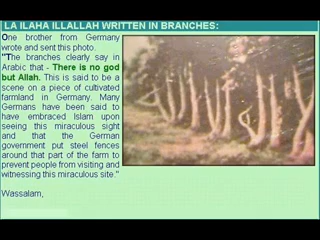 LA ILAHA ILLALLAH WRITTEN IN BRANCHES:
One brother from Germany
wrote and sent this photo.
"The branches clearly say in
Arabic that - There is no god
but Allah. This is said to be a
scene on a piece of cultivated
farmland in Germany. Many
Germans have been said to
have embraced Islam upon
seeing this miraculous sight
and that the German
government put steel fences
around that part of the farm to
prevent people from visiting and
witnessing this miraculous site."
Wassalam,